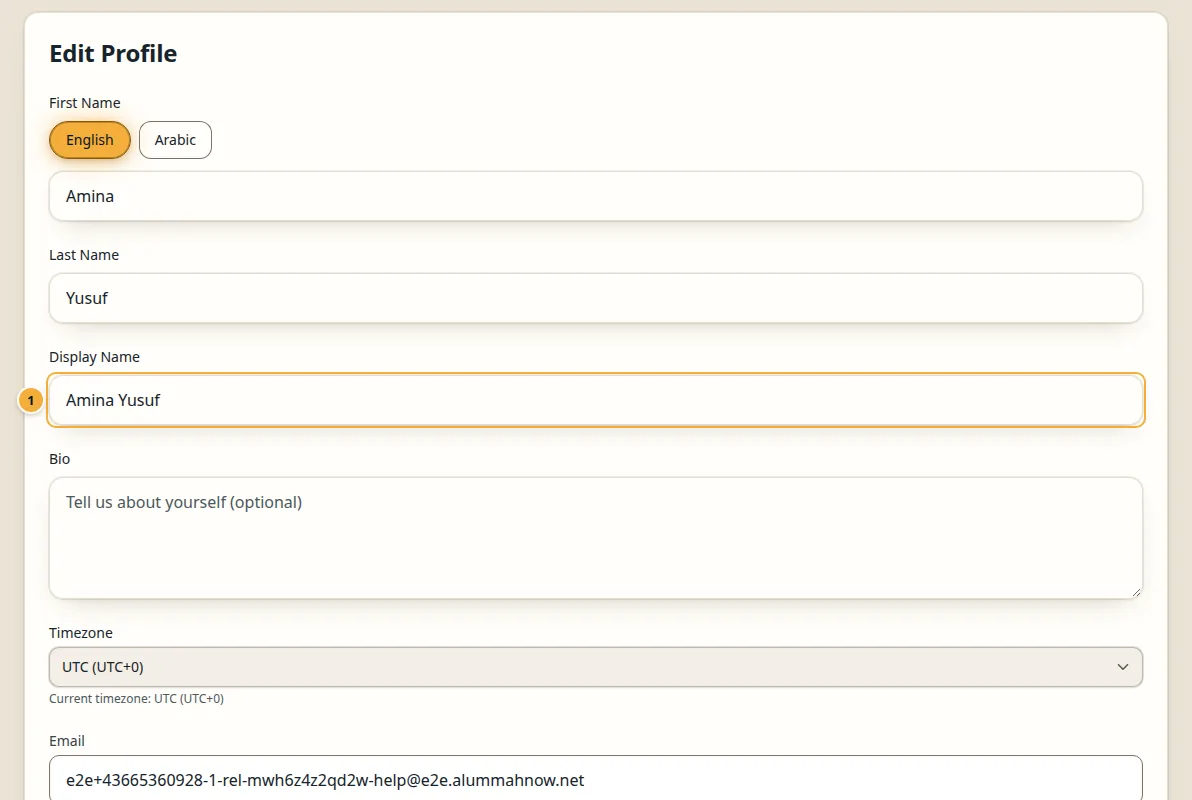 Edit Profile
First Name
English Arabic
Amina
Last Name
Yusuf
Display Name
1 Amina Yusuf
Bio
Tell us about yourself (optional)
Timezone
UTC (UTC+0)
Current timezone: UTC (UTC+0)
Email
e2e+43665360928-1-rel-mwh6z4z2qd2w-help@e2e.alummahnow.net